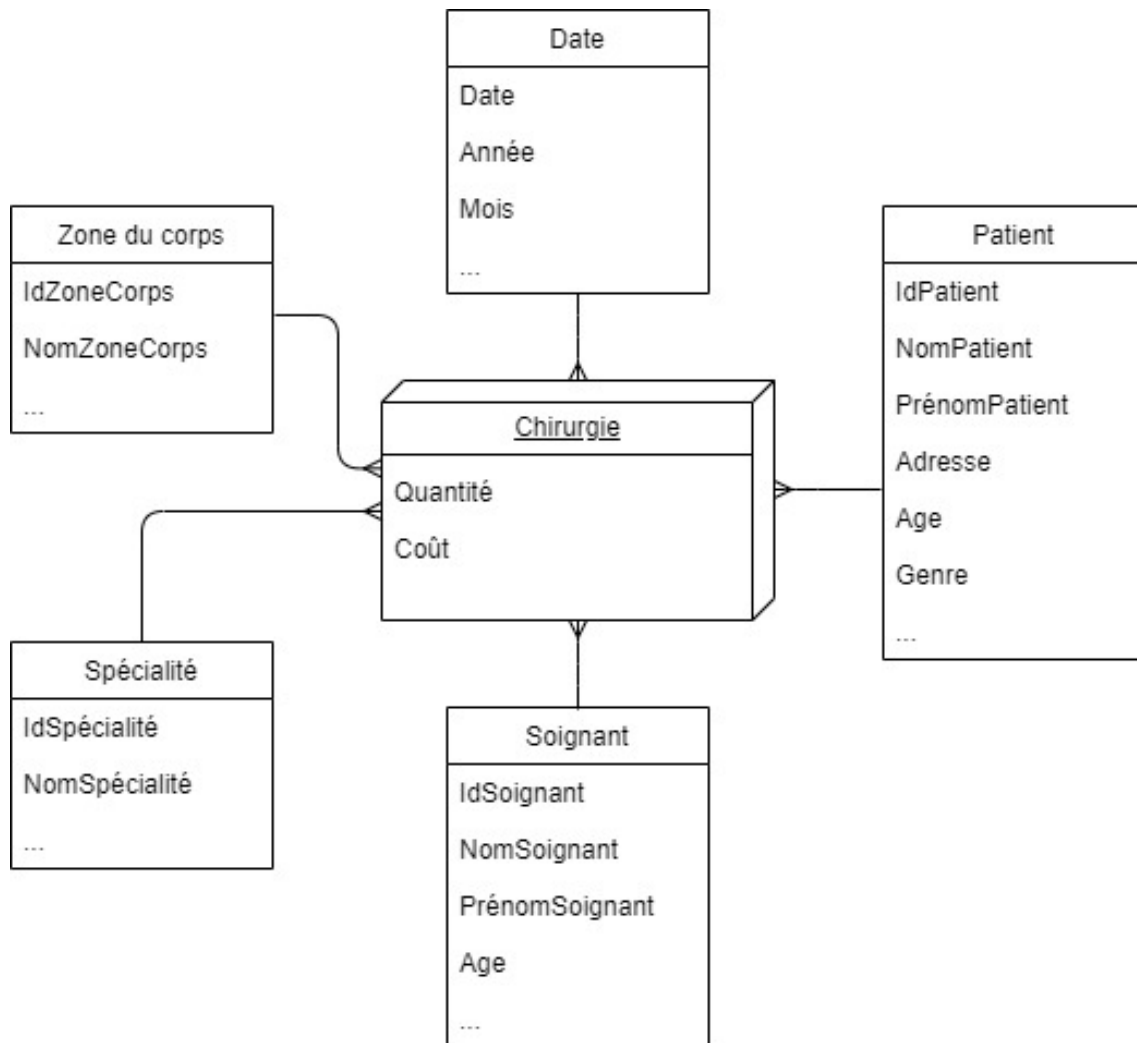 Date
Date
Année
Mois
...
Zone du corps
IdZoneCorps
NomZoneCorps
...
Patient
IdPatient
NomPatient
PrénomPatient
Adresse
Age
Genre
...
Chirurgie
Quantité
Coût
Spécialité
IdSpécialité
NomSpécialité
...
Soignant
IdSoignant
NomSoignant
PrénomSoignant
Age
...